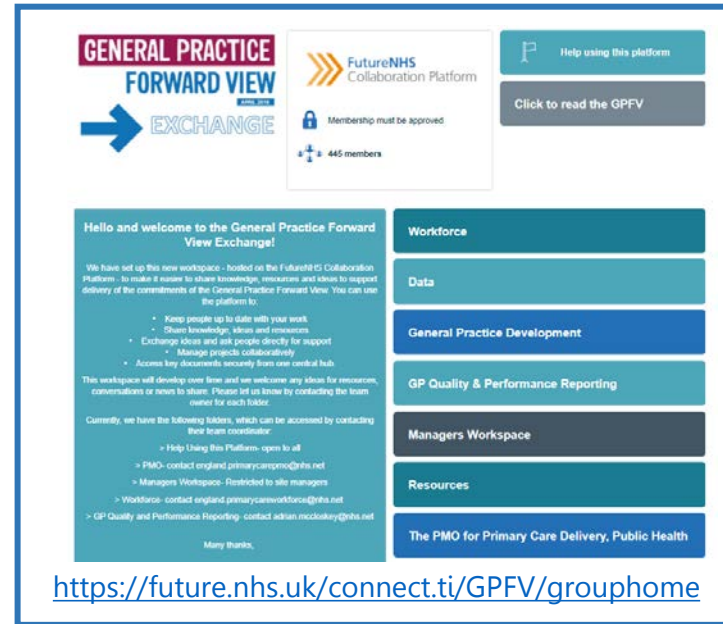 GENERAL PRACTICE
FORWARD VIEW
APRIL 2016
EXCHANGE
FutureNHS
Collaboration Platform
Membership must be approved
445 members
Help using this platform
Click to read the GPFV
Hello and welcome to the General Practice Forward
View Exchange!
We have set up this new workspace - hosted on the FutureNHS Collaboration
Platform - to make it easier to share knowledge, resources and ideas to support
delivery of the commitments of the General Practice Forward View. You can use
the platform to:
• Keep people up to date with your work
• Share knowledge, ideas and resources
• Exchange ideas and ask people directly for support
• Manage projects collaboratively
• Access key documents securely from one central hub
This workspace will develop over time and we welcome any ideas for resources,
conversations or news to share. Please let us know by contacting the team
owner for each folder.
Currently, we have the following folders, which can be accessed by contacting
their team coordinator:
> Help Using this Platform- open to all
> PMO- contact england.primarycarepmo@nhs.net
> Managers Workspace- Restricted to site managers
> Workforce- contact england.primarycareworkforce@nhs.net
> GP Quality and Performance Reporting- contact adrian.mccloskey@nhs.net
Many thanks,
Workforce
Data
General Practice Development
GP Quality & Performance Reporting
Managers Workspace
Resources
The PMO for Primary Care Delivery, Public Health
https://future.nhs.uk/connect.ti/GPFV/grouphome